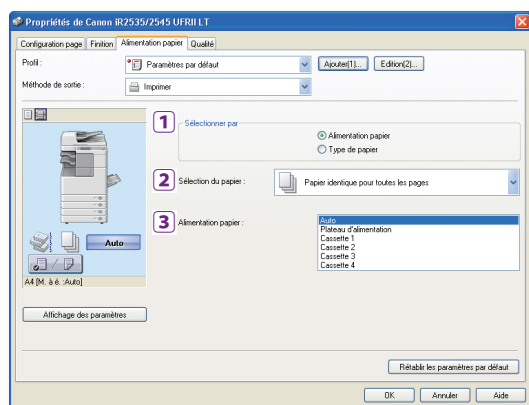 Propriétés de Canon iR2535/2545 UFRII LT
Configuration page Finition Alimentation papier Qualité
Profil : Paramètres par défaut Ajouter(1)... Edition(2)...
Méthode de sortie : Imprimer
1 Sélectionner par
Alimentation papier
Type de papier
2 Sélection du papier : Papier identique pour toutes les pages
3 Alimentation papier : Auto
Plateau d'alimentation
Cassette 1
Cassette 2
Cassette 3
Cassette 4
Auto
A4 [M. à é. :Auto]
Affichage des paramètres
Rétablir les paramètres par défaut
OK Annuler Aide